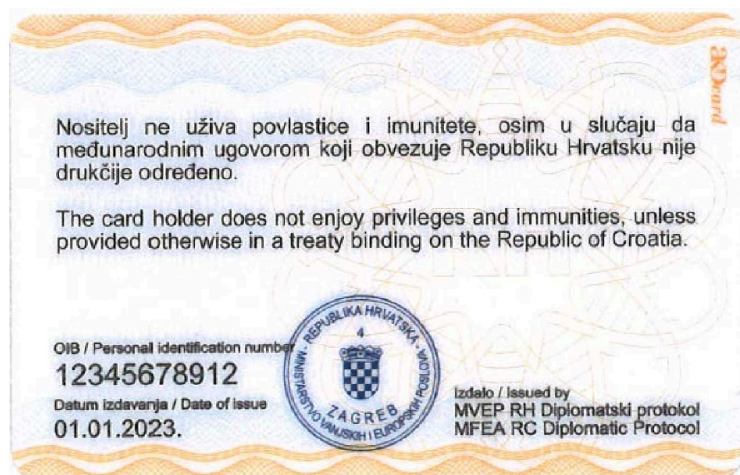 AKDcard
Nositelj ne uživa povlastice i imunitete, osim u slučaju da
međunarodnim ugovorom koji obvezuje Republiku Hrvatsku nije
drukčije određeno.
The card holder does not enjoy privileges and immunities, unless
provided otherwise in a treaty binding on the Republic of Croatia.
OIB / Personal identification number
12345678912
Datum izdavanja / Date of issue
01.01.2023.
REPUBLIKA HRVATSKA
4
MINISTARSTVO VANJSKIH I EUROPSKIH POSLOVA
ZAGREB
Izdalo / Issued by
MVEP RH Diplomatski protokol
MFEA RC Diplomatic Protocol